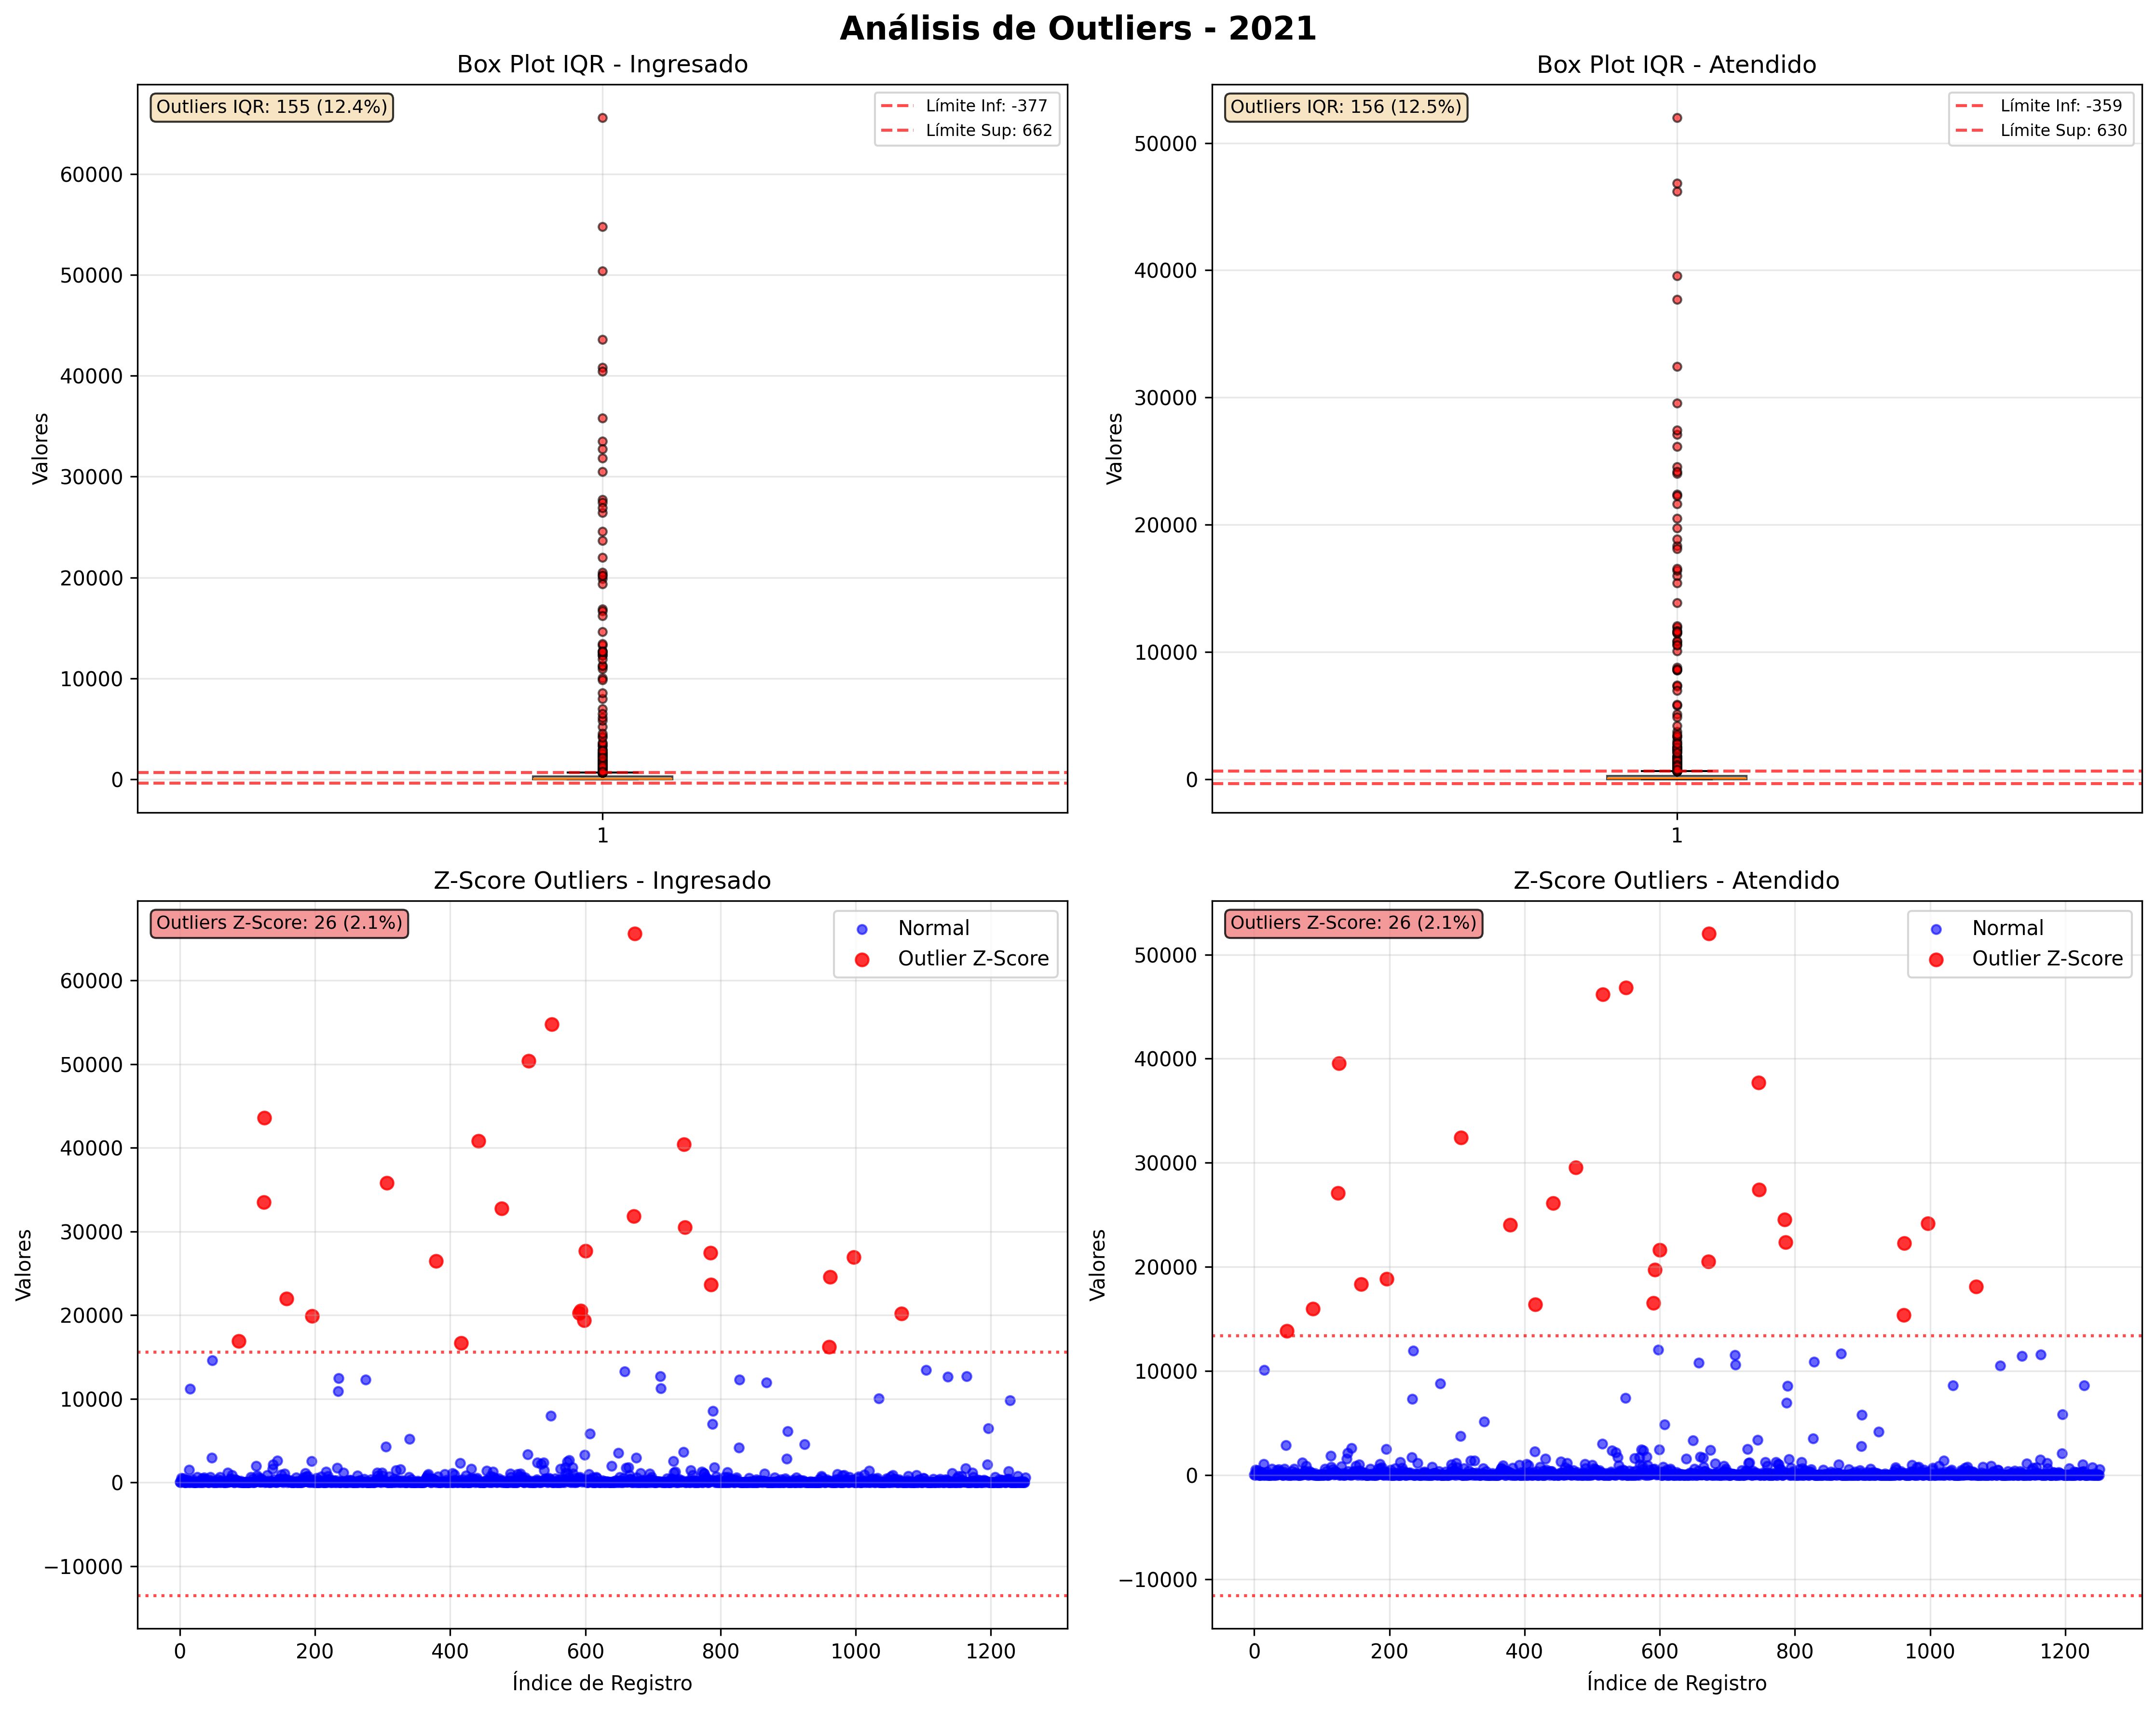 Análisis de Outliers - 2021
Box Plot IQR - Ingresado
Outliers IQR: 155 (12.4%)
Límite Inf: -377
Límite Sup: 662
Valores
60000
50000
40000
30000
20000
10000
0
1
Box Plot IQR - Atendido
Outliers IQR: 156 (12.5%)
Límite Inf: -359
Límite Sup: 630
Valores
50000
40000
30000
20000
10000
0
1
Z-Score Outliers - Ingresado
Outliers Z-Score: 26 (2.1%)
Normal
Outlier Z-Score
Valores
60000
50000
40000
30000
20000
10000
0
−10000
0 200 400 600 800 1000 1200
Índice de Registro
Z-Score Outliers - Atendido
Outliers Z-Score: 26 (2.1%)
Normal
Outlier Z-Score
Valores
50000
40000
30000
20000
10000
0
−10000
0 200 400 600 800 1000 1200
Índice de Registro